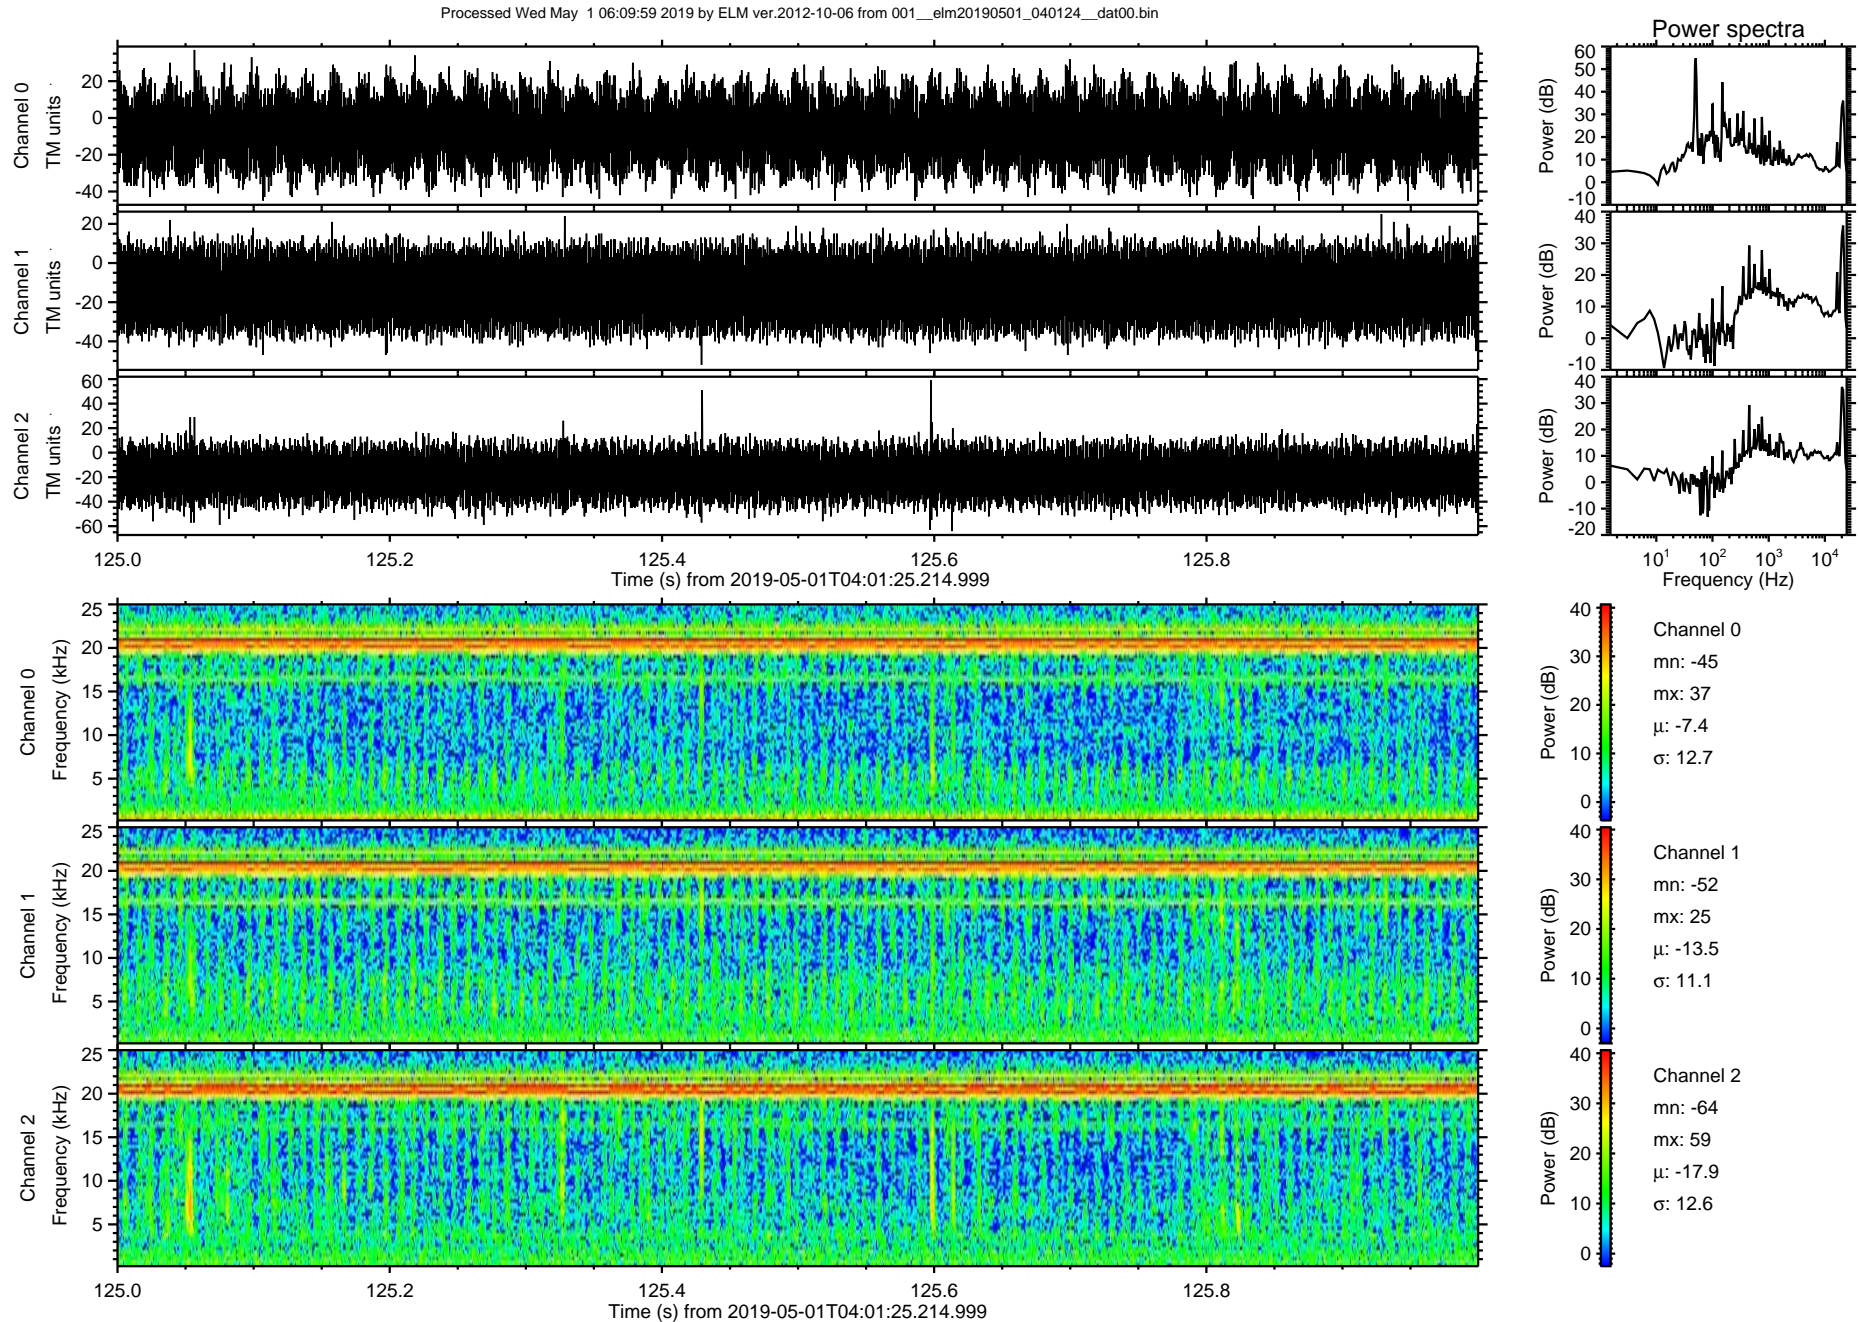 Processed Wed May  1 06:09:59 2019 by ELM ver.2012-10-06 from 001__elm20190501_040124__dat00.bin
Power spectra
Channel 0
TM units
20
0
-20
-40
Power (dB)
60
50
40
30
20
10
0
-10
Channel 1
TM units
20
0
-20
-40
Power (dB)
40
30
20
10
0
-10
Channel 2
TM units
60
40
20
0
-20
-40
-60
Power (dB)
40
30
20
10
0
-10
-20
125.0 125.2 125.4 125.6 125.8
Time (s) from 2019-05-01T04:01:25.214.999
10^1 10^2 10^3 10^4
Frequency (Hz)
Channel 0
Frequency (kHz)
25
20
15
10
5
Power (dB)
40
30
20
10
0
Channel 0
mn: -45
mx: 37
μ: -7.4
σ: 12.7
Channel 1
Frequency (kHz)
25
20
15
10
5
Power (dB)
40
30
20
10
0
Channel 1
mn: -52
mx: 25
μ: -13.5
σ: 11.1
Channel 2
Frequency (kHz)
25
20
15
10
5
Power (dB)
40
30
20
10
0
Channel 2
mn: -64
mx: 59
μ: -17.9
σ: 12.6
125.0 125.2 125.4 125.6 125.8
Time (s) from 2019-05-01T04:01:25.214.999